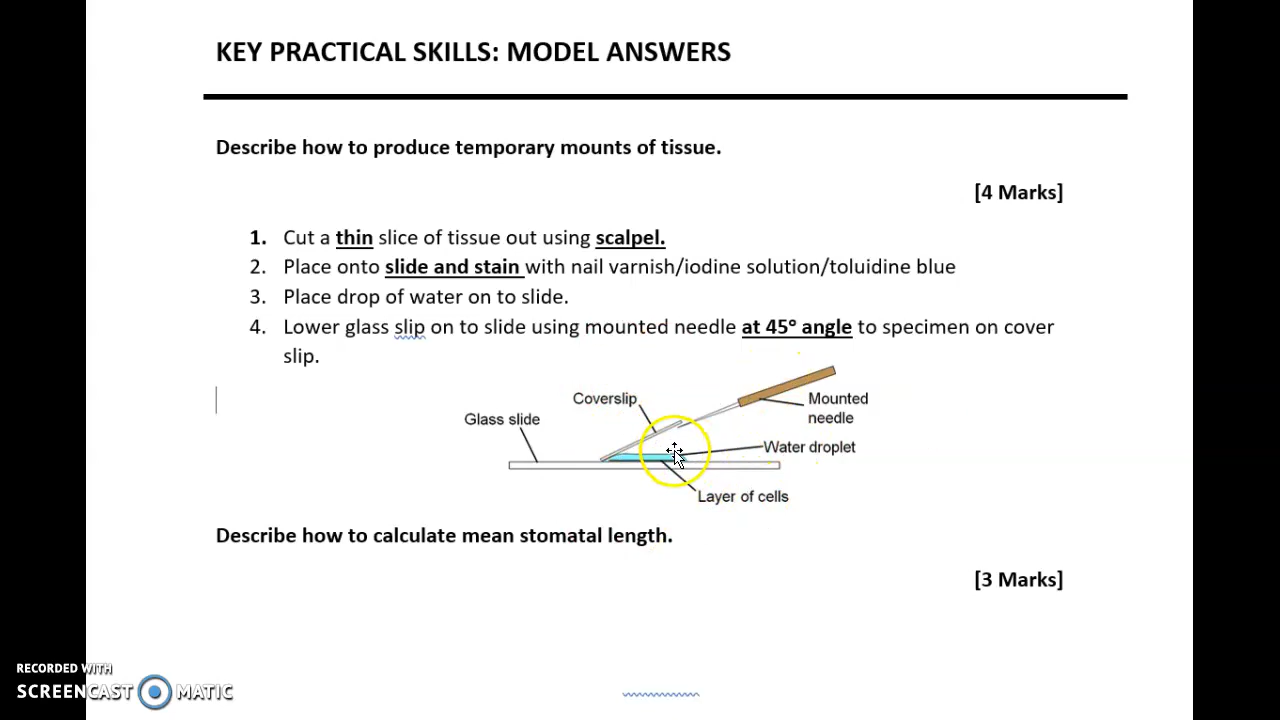 KEY PRACTICAL SKILLS: MODEL ANSWERS
Describe how to produce temporary mounts of tissue.
[4 Marks]
1. Cut a thin slice of tissue out using scalpel.
2. Place onto slide and stain with nail varnish/iodine solution/toluidine blue
3. Place drop of water on to slide.
4. Lower glass slip on to slide using mounted needle at 45° angle to specimen on cover
slip.
Coverslip
Mounted
needle
Glass slide
Water droplet
Layer of cells
Describe how to calculate mean stomatal length.
[3 Marks]
RECORDED WITH
SCREENCAST MATIC